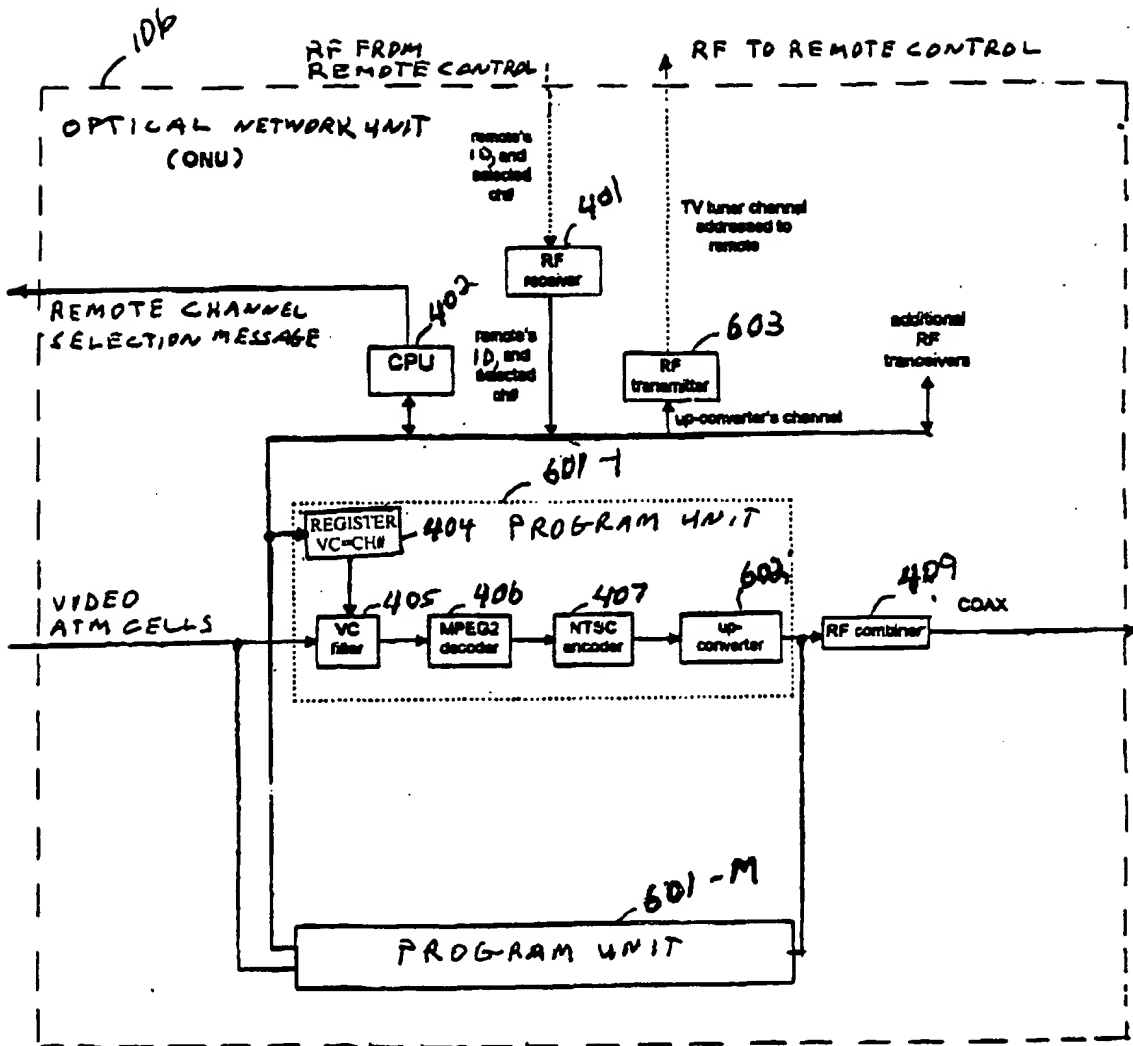 106
RF FROM
REMOTE CONTROL
RF TO REMOTE CONTROL
OPTICAL NETWORK UNIT
(ONU)
remote's
ID, and
selected
ch#
401
RF
receiver
TV tuner channel
addressed to
remote
REMOTE CHANNEL
SELECTION MESSAGE
402
CPU
remote's
ID, and
selected
ch#
603
RF
transmitter
additional
RF
tranceivers
up-converter's channel
601-1
REGISTER
VC=CH#
404
PROGRAM UNIT
VIDEO
ATM CELLS
405
VC
filter
406
MPEG2
decoder
407
NTSC
encoder
602
up-
converter
409
RF combiner
COAX
601-M
PROGRAM UNIT